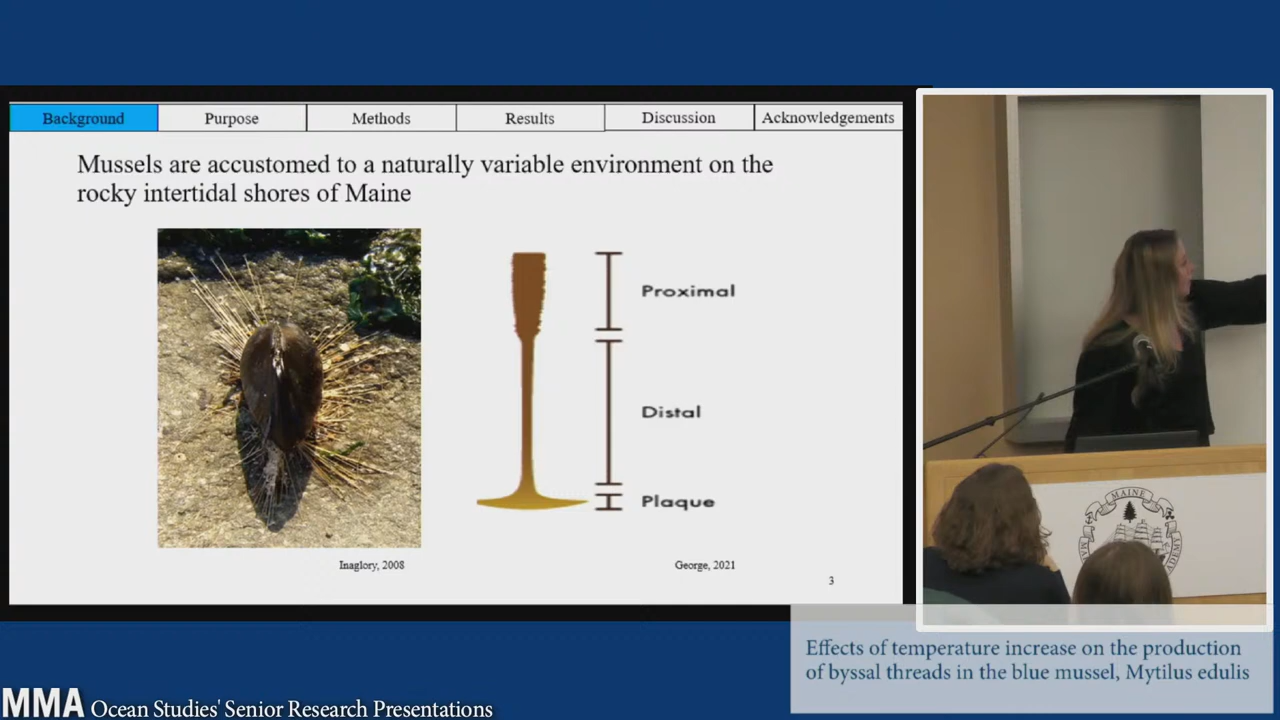 Background
Purpose
Methods
Results
Discussion
Acknowledgements
Mussels are accustomed to a naturally variable environment on the
rocky intertidal shores of Maine
Proximal
Distal
Plaque
Inaglory, 2008
George, 2021
3
MAINE
Effects of temperature increase on the production
of byssal threads in the blue mussel, Mytilus edulis
MMA Ocean Studies' Senior Research Presentations